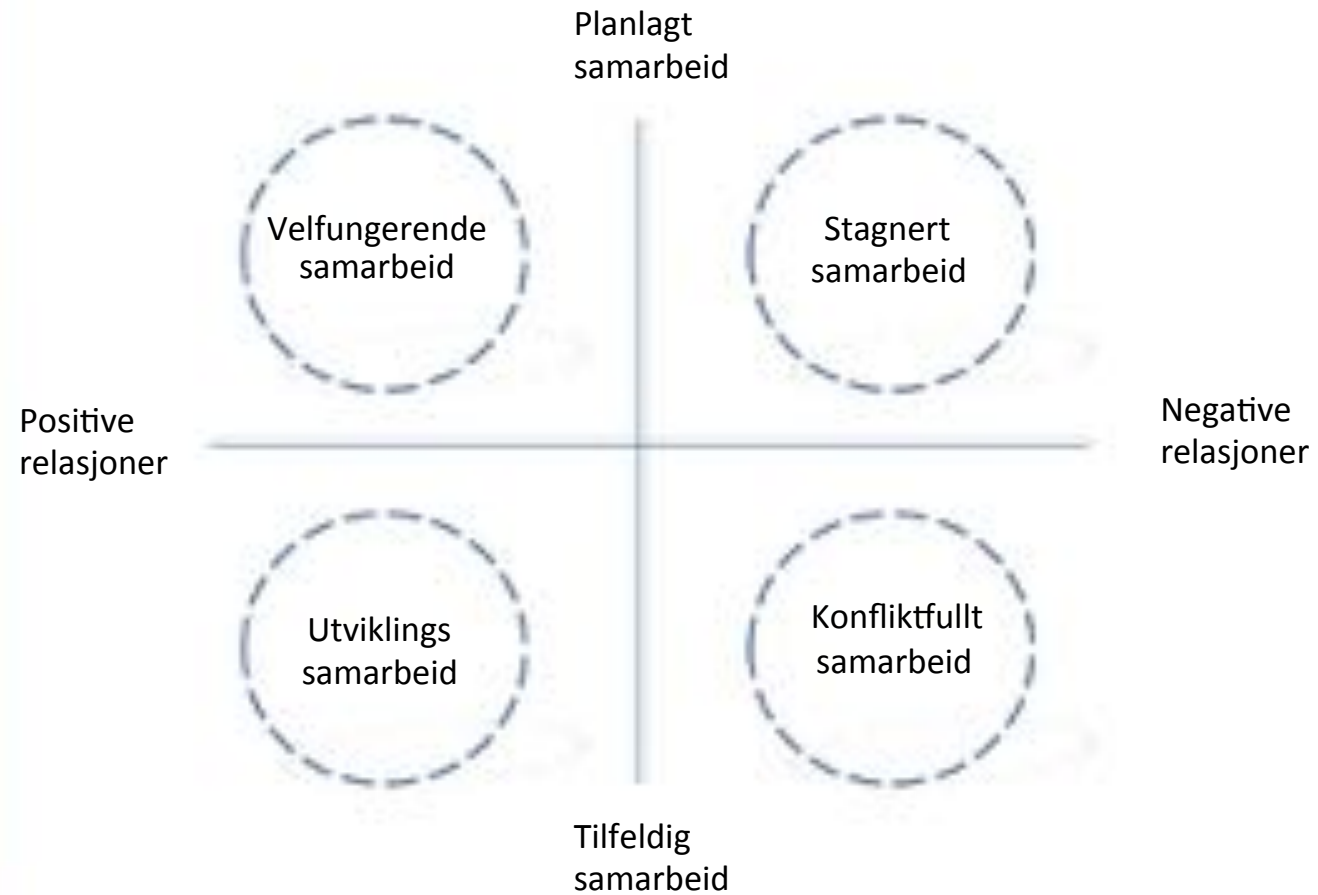 Planlagt
samarbeid
Velfungerende
samarbeid
Stagnert
samarbeid
Positive
relasjoner
Negative
relasjoner
Utviklings
samarbeid
Konfliktfullt
samarbeid
Tilfeldig
samarbeid